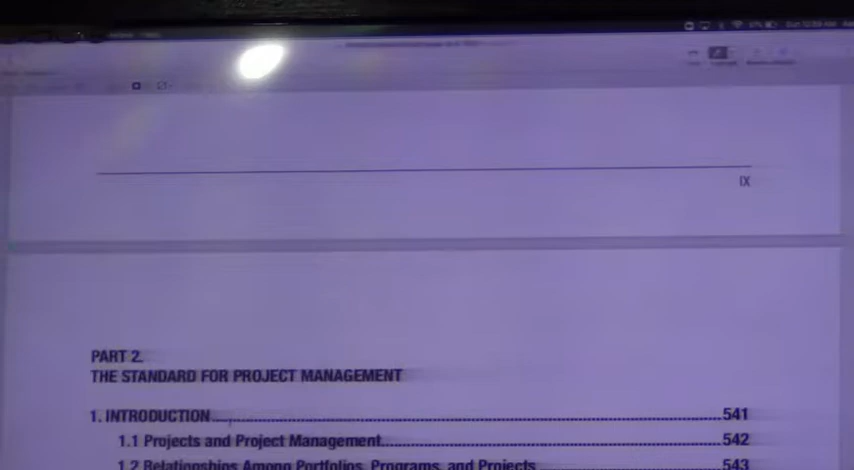 IX
PART 2.
THE STANDARD FOR PROJECT MANAGEMENT
1. INTRODUCTION 541
1.1 Projects and Project Management 542
1.2 Relationships Among Portfolios, Programs, and Projects 543